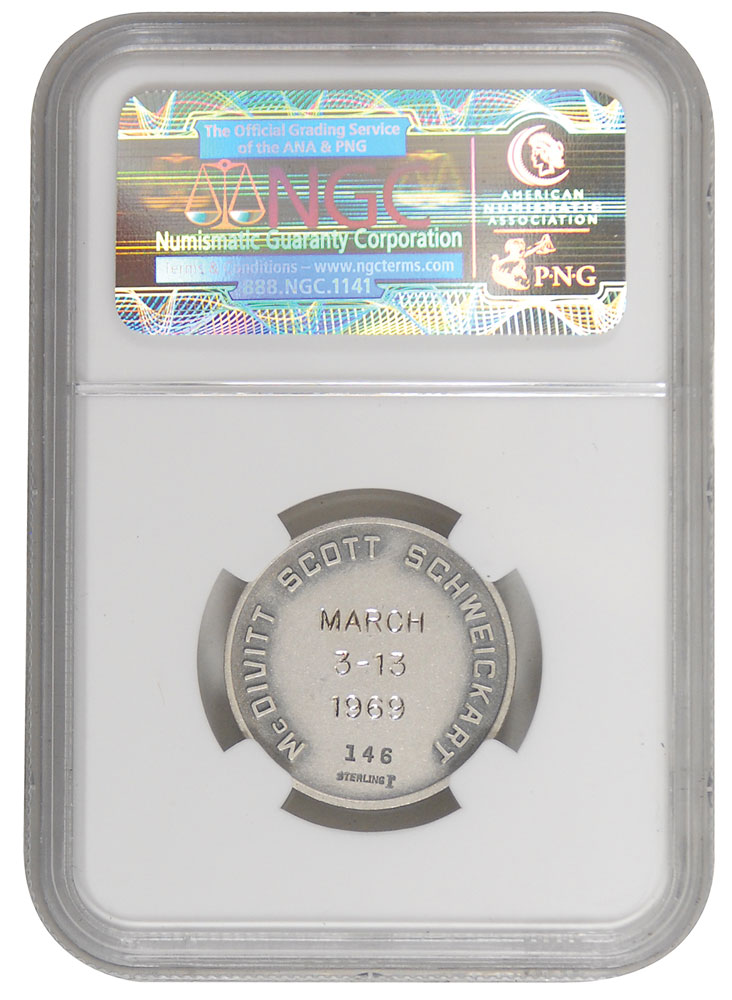 The Official Grading Service
of the ANA & PNG
NGC
Numismatic Guaranty Corporation
Terms & Conditions – www.ngcterms.com
888.NGC.1141
AMERICAN
NUMISMATIC
ASSOCIATION
P·N·G
McDIVITT SCOTT SCHWEICKART
MARCH
3-13
1969
146
STERLING